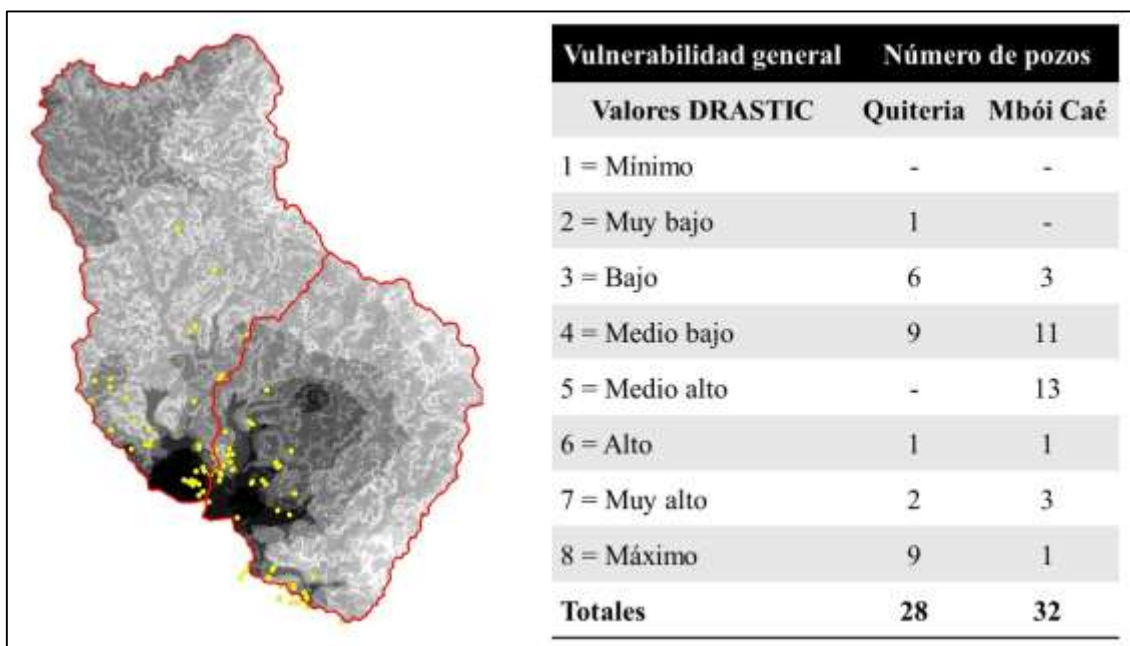 Vulnerabilidad general Número de pozos
Valores DRASTIC Quiteria Mbói Caé
1 = Mínimo - -
2 = Muy bajo 1 -
3 = Bajo 6 3
4 = Medio bajo 9 11
5 = Medio alto - 13
6 = Alto 1 1
7 = Muy alto 2 3
8 = Máximo 9 1
Totales 28 32